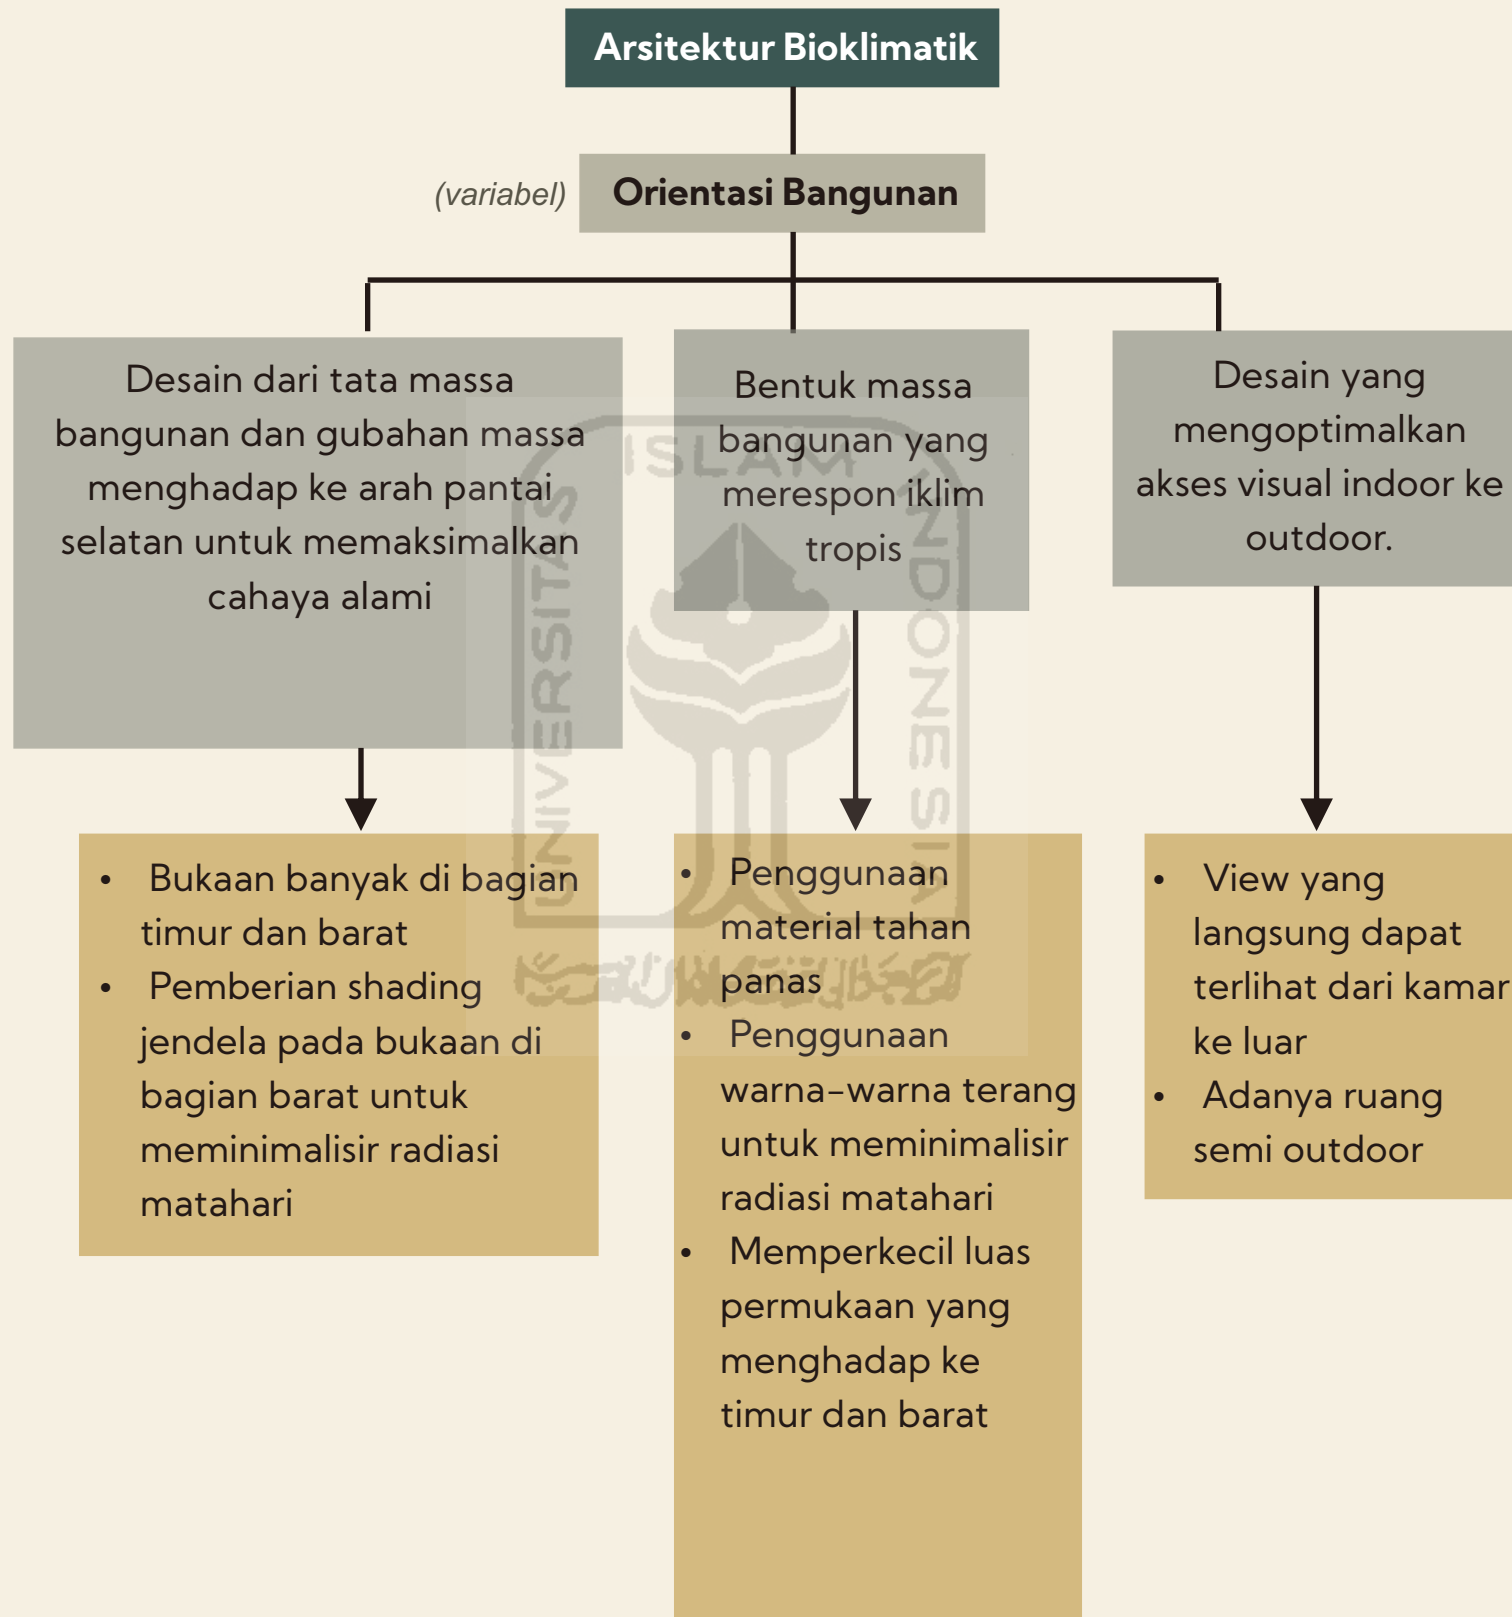 Arsitektur Bioklimatik
(variabel)
Orientasi Bangunan
Desain dari tata massa
bangunan dan gubahan massa
menghadap ke arah pantai
selatan untuk memaksimalkan
cahaya alami
Bentuk massa
bangunan yang
merespon iklim
tropis
Desain yang
mengoptimalkan
akses visual indoor ke
outdoor.
• Bukaan banyak di bagian
timur dan barat
• Pemberian shading
jendela pada bukaan di
bagian barat untuk
meminimalisir radiasi
matahari
• Penggunaan
material tahan
panas
• Penggunaan
warna-warna terang
untuk meminimalisir
radiasi matahari
• Memperkecil luas
permukaan yang
menghadap ke
timur dan barat
• View yang
langsung dapat
terlihat dari kamar
ke luar
• Adanya ruang
semi outdoor
UNIVERSITAS
ISLAM
INDONESIA